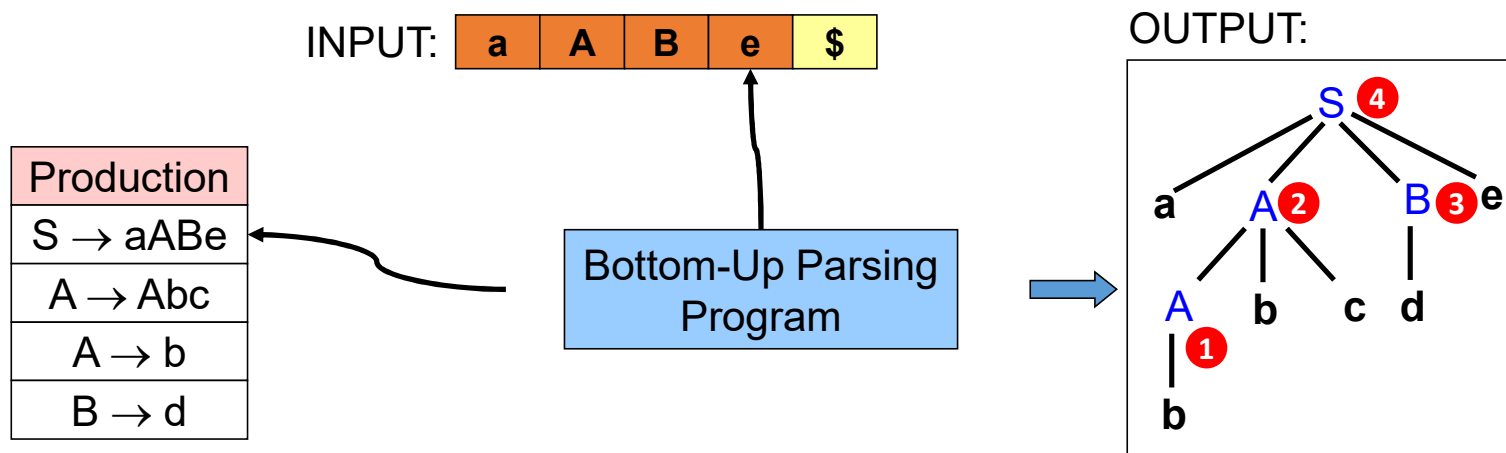 INPUT: a A B e $
OUTPUT:
Production
S → aABe
A → Abc
A → b
B → d
Bottom-Up Parsing
Program
S 4
a A 2 B 3 e
A b c d
1
b